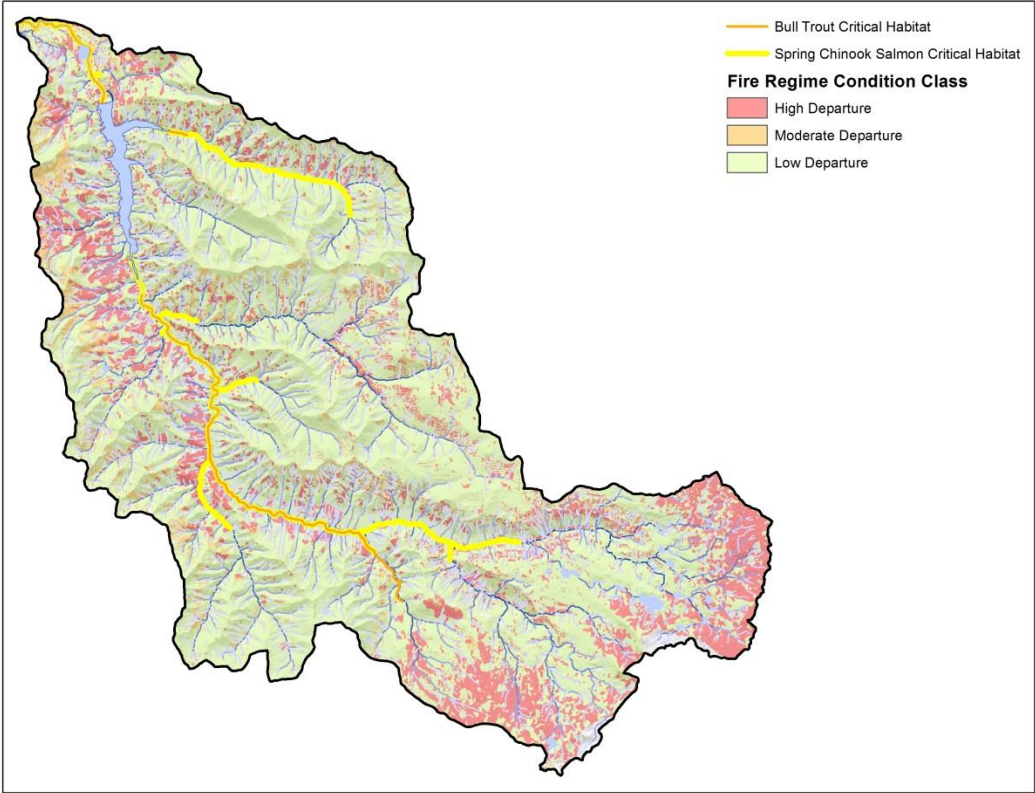 Bull Trout Critical Habitat
Spring Chinook Salmon Critical Habitat
Fire Regime Condition Class
High Departure
Moderate Departure
Low Departure